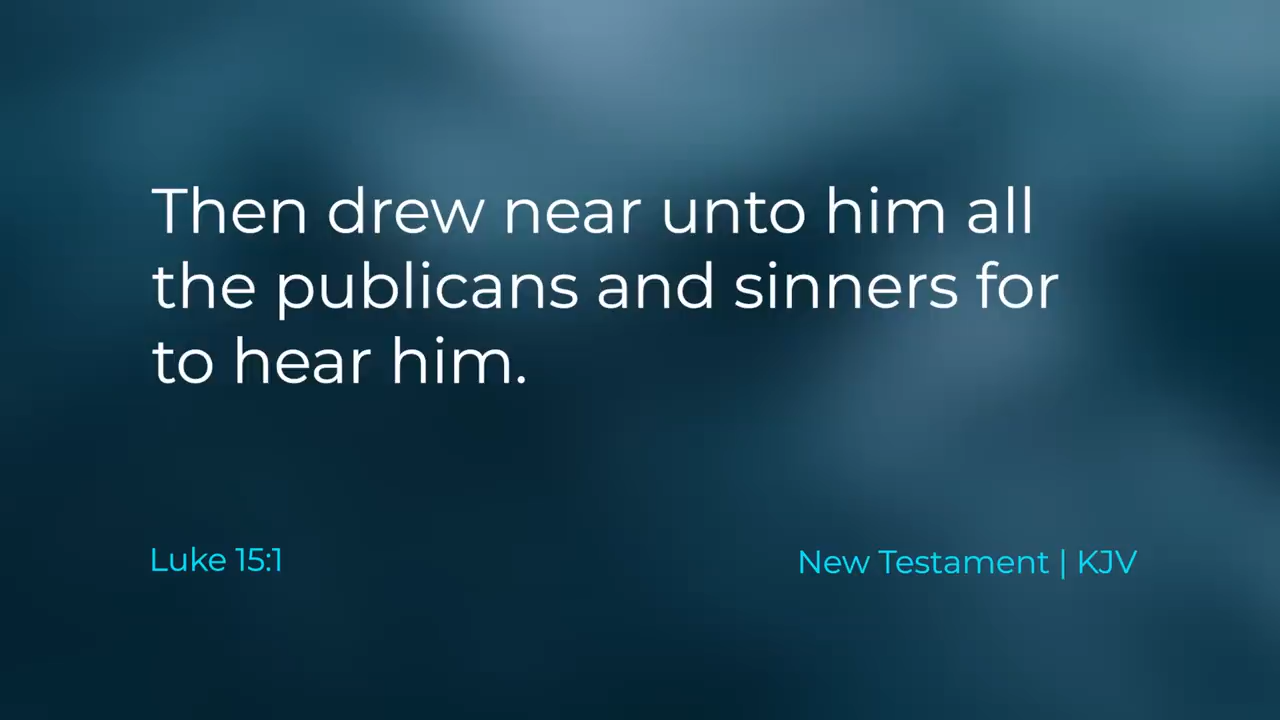 Then drew near unto him all
the publicans and sinners for
to hear him.
Luke 15:1
New Testament | KJV